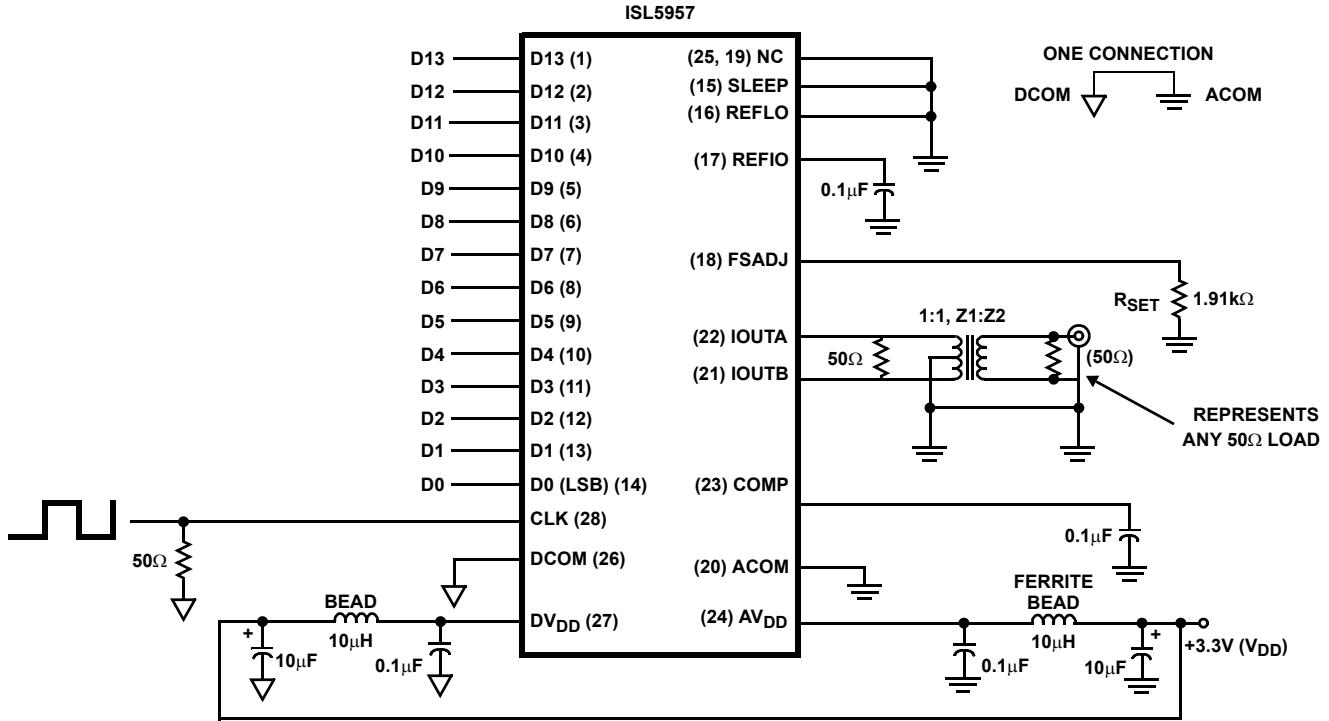 ISL5957
D13 D13 (1) (25, 19) NC ONE CONNECTION
D12 D12 (2) (15) SLEEP DCOM ACOM
D11 D11 (3) (16) REFLO
D10 D10 (4) (17) REFIO
D9 D9 (5) 0.1µF
D8 D8 (6)
D7 D7 (7) (18) FSADJ
D6 D6 (8) RSET 1.91kΩ
D5 D5 (9) 1:1, Z1:Z2
(22) IOUTA
D4 D4 (10) 50Ω (50Ω)
D3 D3 (11) (21) IOUTB
D2 D2 (12) REPRESENTS
D1 D1 (13) ANY 50Ω LOAD
D0 D0 (LSB) (14) (23) COMP
CLK (28) 0.1µF
50Ω DCOM (26) (20) ACOM
FERRITE
BEAD BEAD
DVDD (27) (24) AVDD
+ 10µH 10µH + +3.3V (VDD)
10µF 0.1µF 0.1µF 10µF